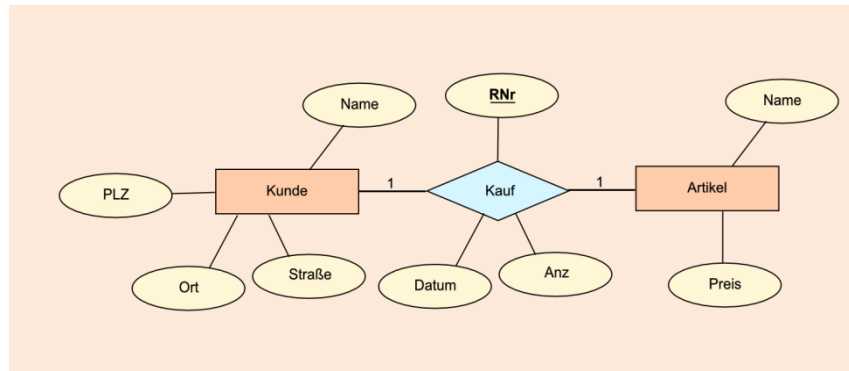 RNr
Name
Name
PLZ
Kunde
1
Kauf
1
Artikel
Ort
Straße
Datum
Anz
Preis